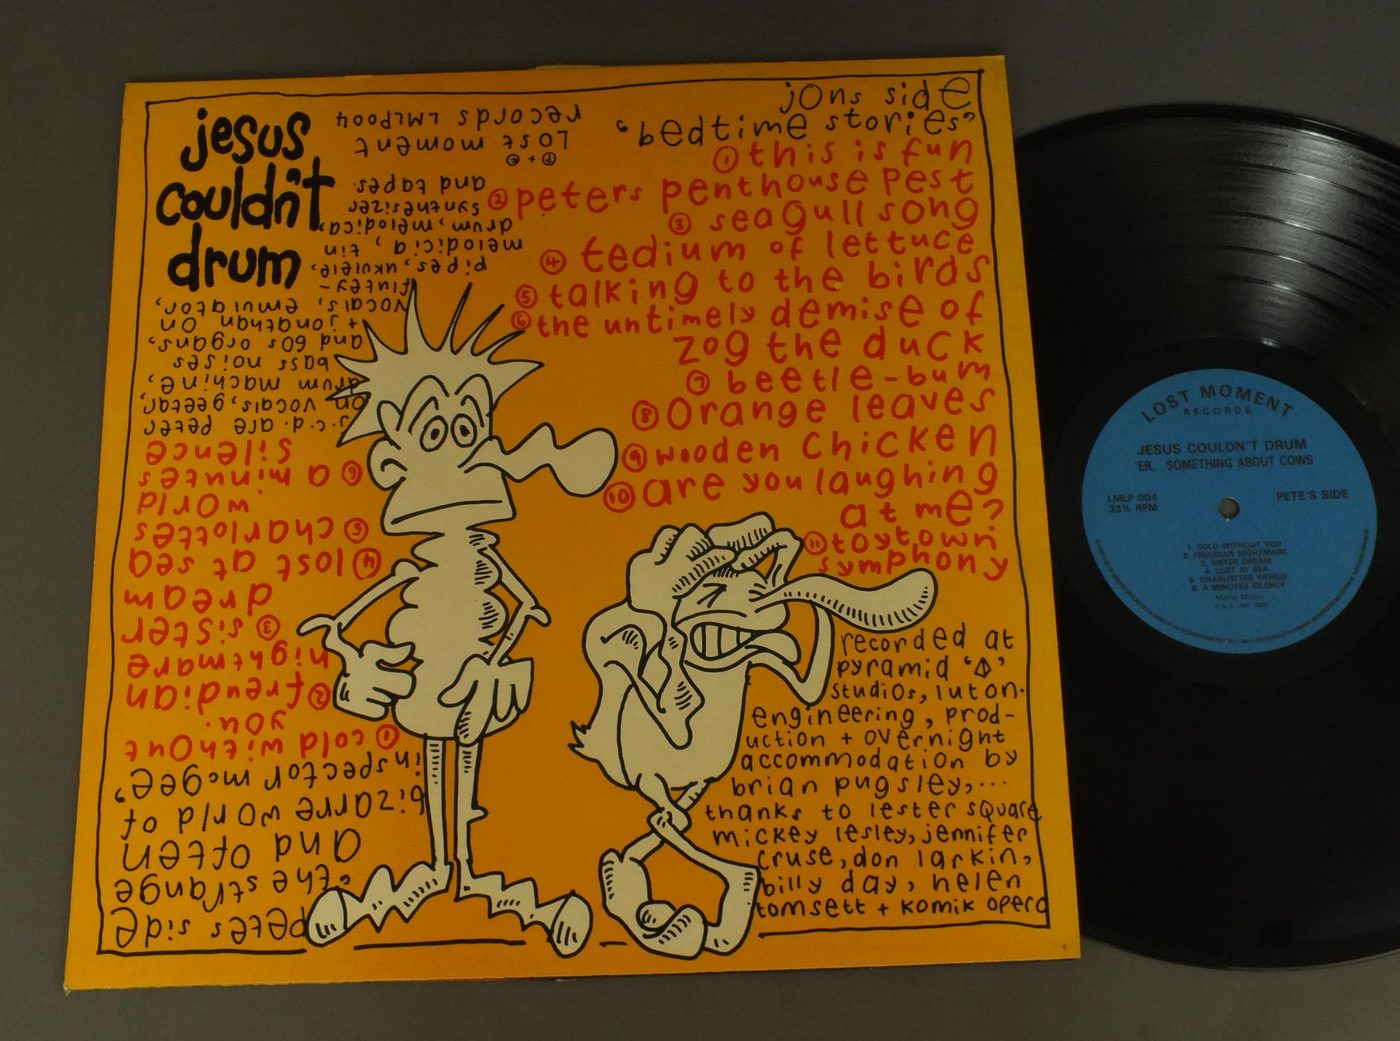 jesus
couldn't
drum
jons side
'bedtime stories'
① this is fun
② peters penthouse pest
③ seagull song
④ tedium of lettuce
⑤ talking to the birds
⑥ the untimely demise of
zog the duck
⑦ beetle-bum
⑧ Orange leaves
⑨ wooden Chicken
⑩ are you laughing
at me?
⑪ toytown
symphony
recorded at
pyramid
studios, luton.
engineering, prod-
uction + overnight
accommodation by
brian pugsley,...
thanks to lester square
mickey lesley, jennifer
cruse, don larkin,
billy day, helen
tomsett + komik opera
petes side
'the strange
and often
bizarre world of
inspector mcgee'
① cold without
you.
② freudian
nightmare
③ sister
dream
④ lost at sea
⑤ charlottes
world
⑥ a minutes
silence
j.c.d. are peter
on vocals, geetar,
drum machine,
bass noises
and 60s organs,
+ jonathan on
vocals, emulator,
flutey-
pipes, ukulele,
melodica, tin
drum, melodica,
synthesizer
and tapes.
℗ + ©
Lost moment
records LMLP004
LOST MOMENT
RECORDS
JESUS COULDN'T DRUM
'ER.. SOMETHING ABOUT COWS
LMLP 004
33⅓ RPM
PETE'S SIDE
1. COLD WITHOUT YOU
2. FREUDIAN NIGHTMARE
3. SISTER DREAM
4. LOST AT SEA
5. CHARLOTTES WORLD
6. A MINUTES SILENCE
Music